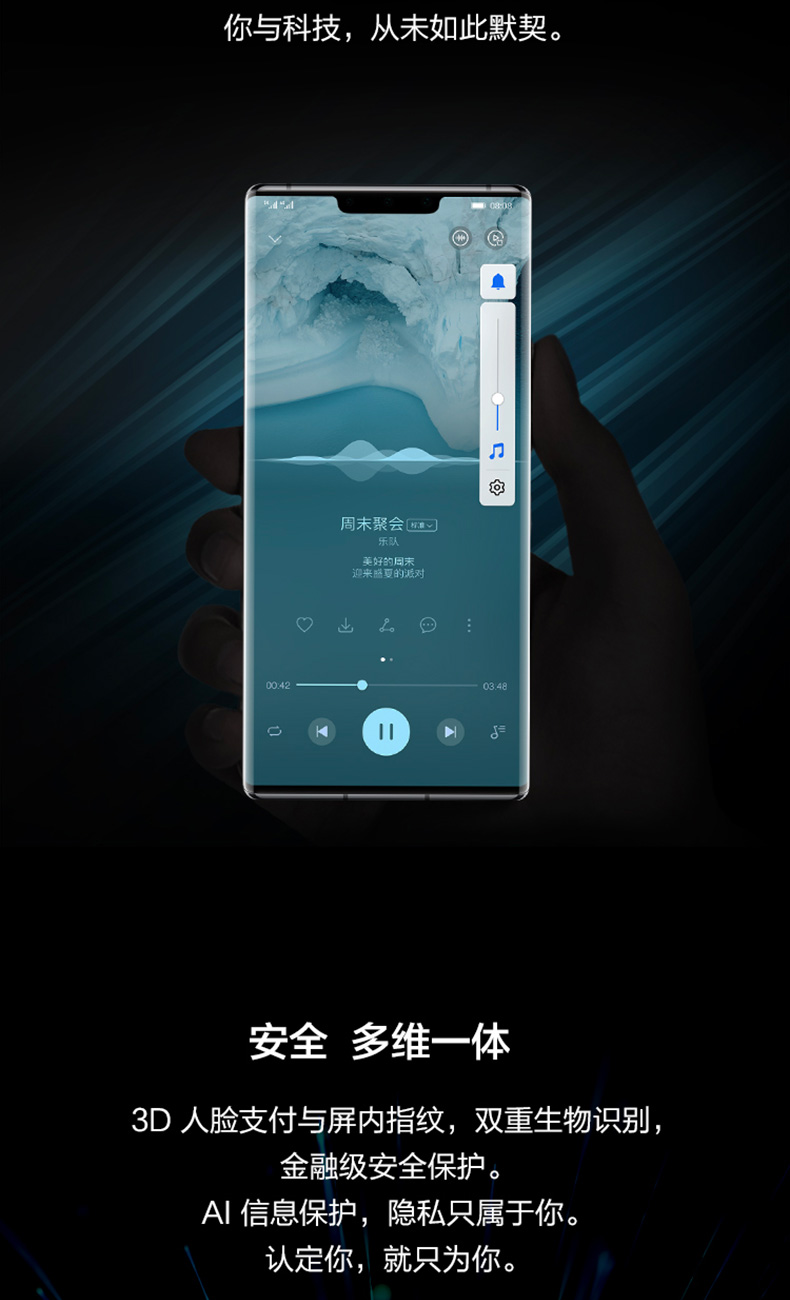 你与科技，从未如此默契。
08:08
周末聚会 标准
乐队
美好的周末
迎来盛夏的派对
00:42
03:48
安全 多维一体
3D 人脸支付与屏内指纹，双重生物识别，
金融级安全保护。
AI 信息保护，隐私只属于你。
认定你，就只为你。